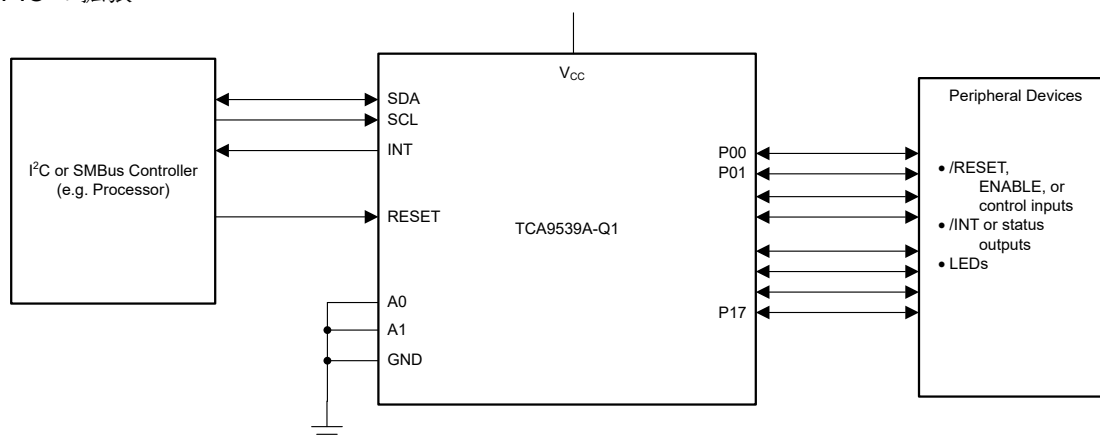 I²C or SMBus Controller
(e.g. Processor)
V_CC
SDA
SCL
INT
RESET
A0
A1
GND
TCA9539A-Q1
P00
P01
P17
Peripheral Devices
• /RESET,
ENABLE, or
control inputs
• /INT or status
outputs
• LEDs